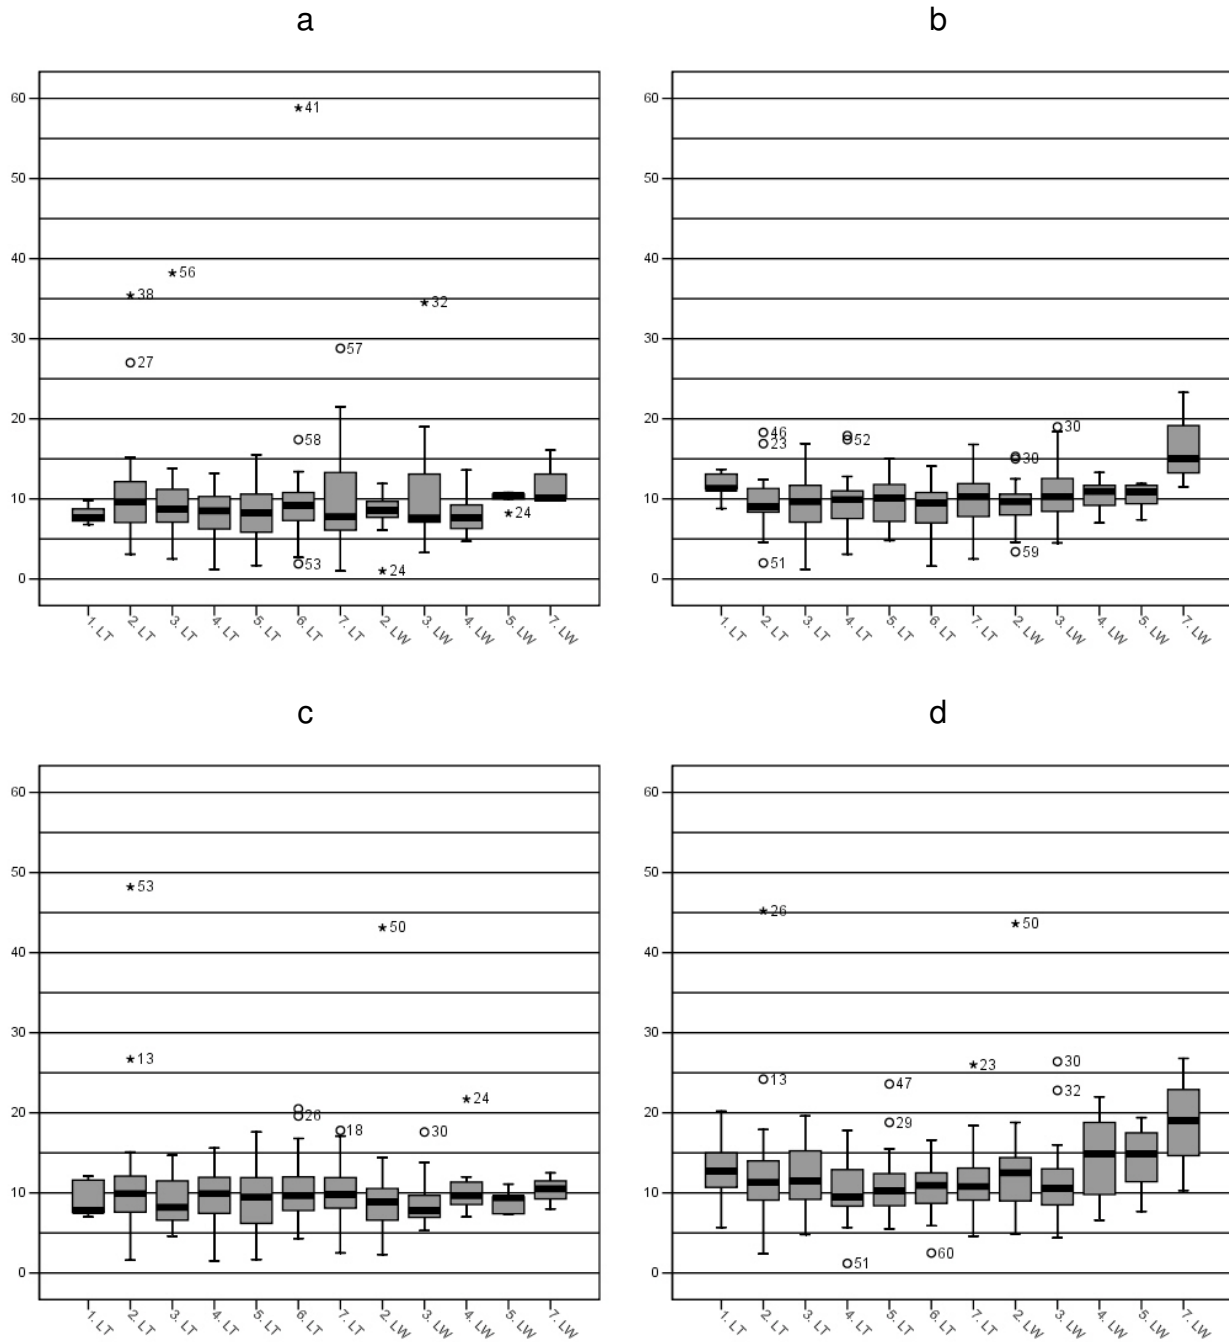 a
b
60
50
40
30
20
10
0
41
56
38
32
27
57
58
53
24
24
1. LT
2. LT
3. LT
4. LT
5. LT
6. LT
7. LT
2. LW
3. LW
4. LW
5. LW
7. LW
60
50
40
30
20
10
0
46
23
52
30
30
51
59
1. LT
2. LT
3. LT
4. LT
5. LT
6. LT
7. LT
2. LW
3. LW
4. LW
5. LW
7. LW
c
d
60
50
40
30
20
10
0
53
50
13
24
26
18
30
1. LT
2. LT
3. LT
4. LT
5. LT
6. LT
7. LT
2. LW
3. LW
4. LW
5. LW
7. LW
60
50
40
30
20
10
0
26
50
13
47
23
30
32
29
51
60
1. LT
2. LT
3. LT
4. LT
5. LT
6. LT
7. LT
2. LW
3. LW
4. LW
5. LW
7. LW